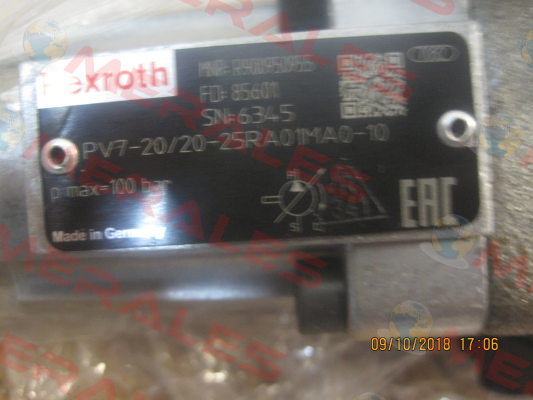 Rexroth
MNR: R900950955
FD: 85601
SN: 6345
PV7-20/20-25RA01MA0-10
p max=100 bar
Made in Germany
EAC
MERALES
09/10/2018 17:06